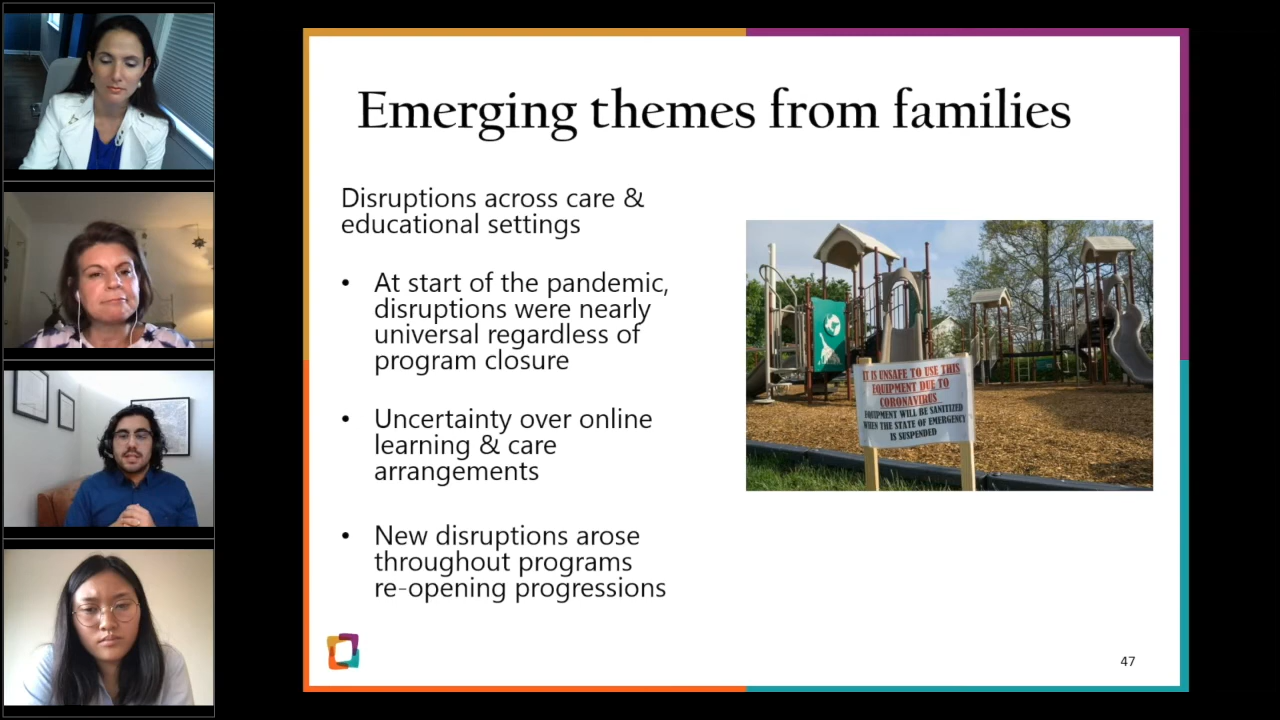 Emerging themes from families
Disruptions across care &
educational settings
• At start of the pandemic,
disruptions were nearly
universal regardless of
program closure
• Uncertainty over online
learning & care
arrangements
• New disruptions arose
throughout programs
re-opening progressions
IT IS UNSAFE TO USE THIS
EQUIPMENT DUE TO
CORONAVIRUS
EQUIPMENT WILL BE SANITIZED
WHEN THE STATE OF EMERGENCY
IS SUSPENDED
47